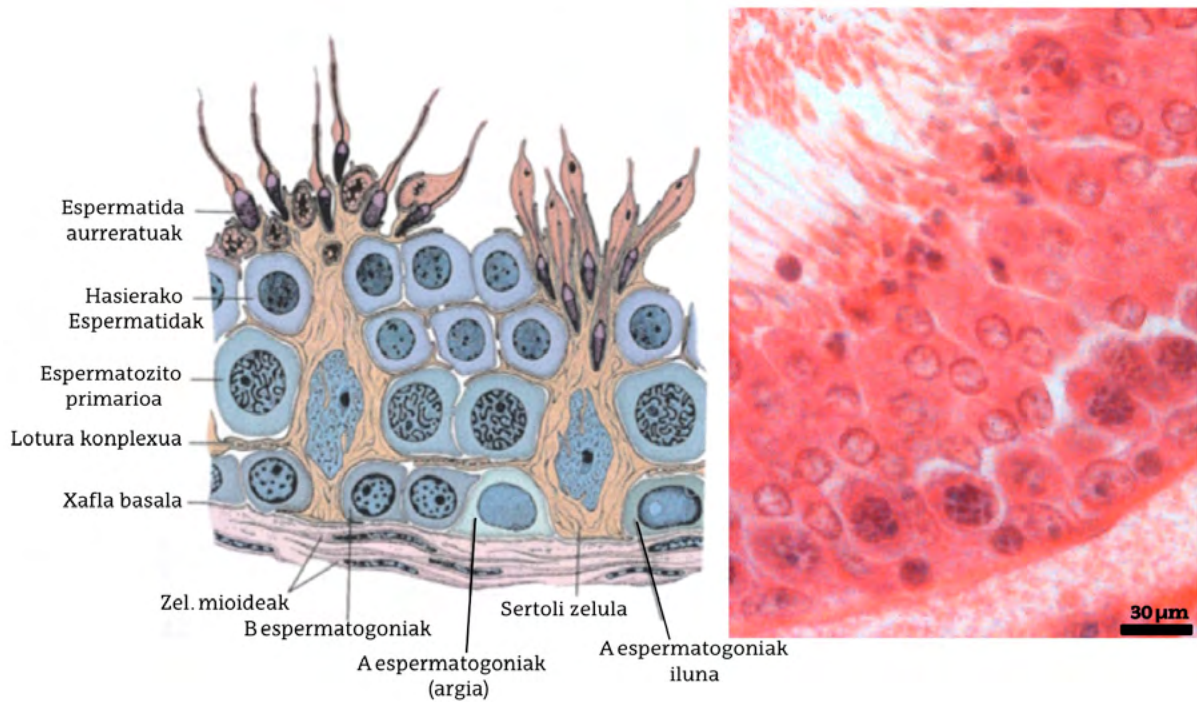 Espermatida
aurreratuak
Hasierako
Espermatidak
Espermatozito
primarioa
Lotura konplexua
Xafla basala
Zel. mioideak
B espermatogoniak
A espermatogoniak
(argia)
Sertoli zelula
A espermatogoniak
iluna
30 µm